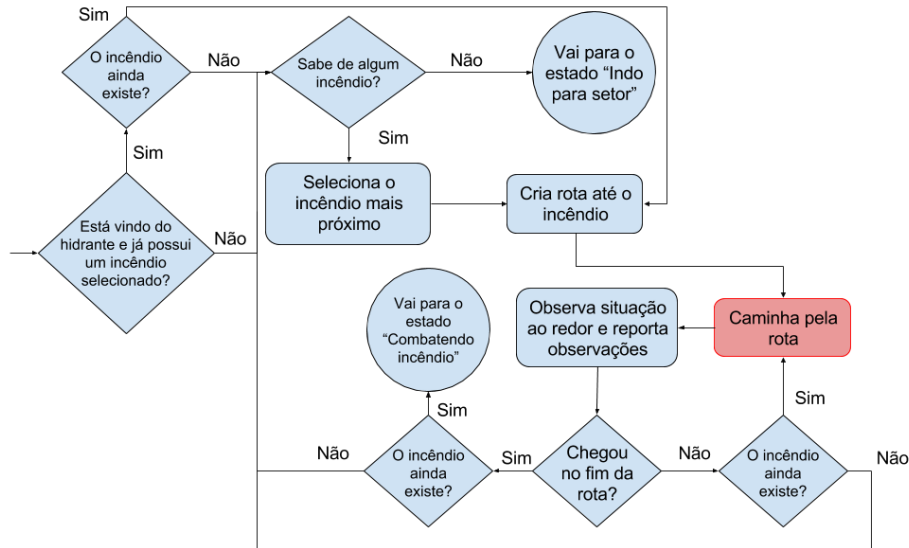 Sim
O incêndio
ainda
existe?
Não
Sabe de algum
incêndio?
Não
Vai para o
estado “Indo
para setor”
Sim
Sim
Seleciona o
incêndio mais
próximo
Cria rota até o
incêndio
Está vindo do
hidrante e já possui
um incêndio
selecionado?
Não
Vai para o
estado
“Combatendo
incêndio”
Observa situação
ao redor e reporta
observações
Caminha pela
rota
Sim
Sim
Não
O incêndio
ainda
existe?
Sim
Chegou
no fim da
rota?
Não
O incêndio
ainda
existe?
Não